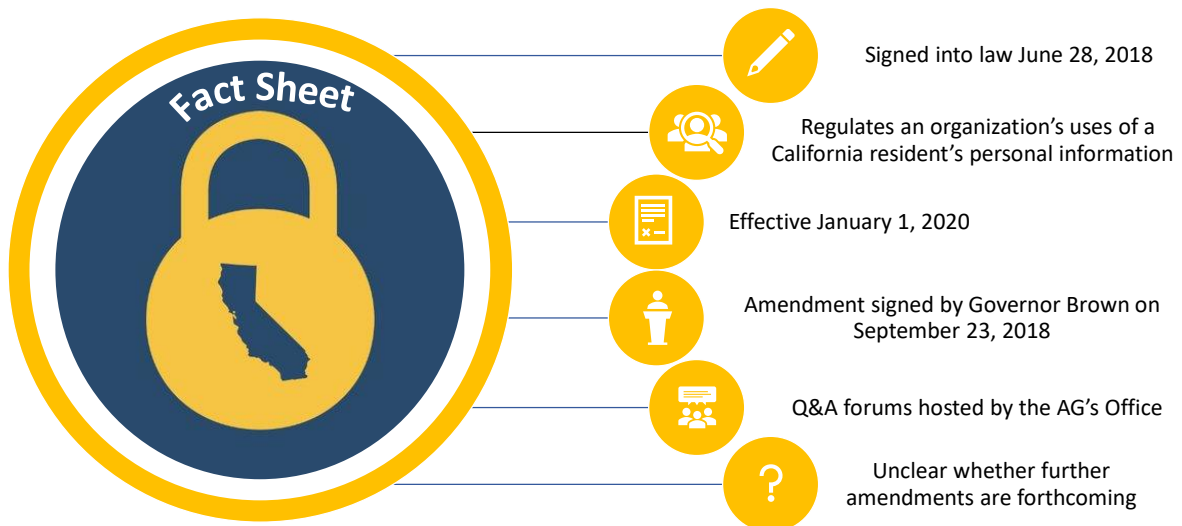 Fact Sheet
Signed into law June 28, 2018
Regulates an organization’s uses of a
California resident’s personal information
Effective January 1, 2020
Amendment signed by Governor Brown on
September 23, 2018
Q&A forums hosted by the AG’s Office
?
Unclear whether further
amendments are forthcoming